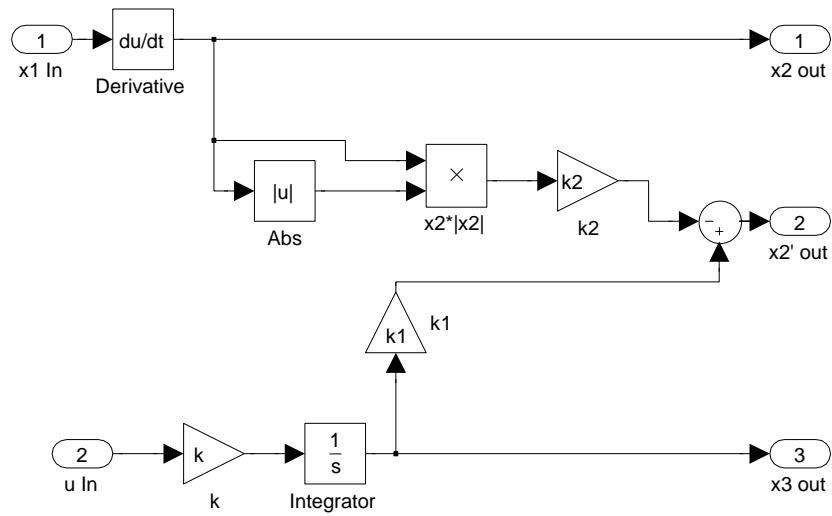 1
x1 In
du/dt
Derivative
1
x2 out
|u|
Abs
×
x2*|x2|
k2
k2
−
+
2
x2' out
k1
k1
2
u In
k
k
1
s
Integrator
3
x3 out